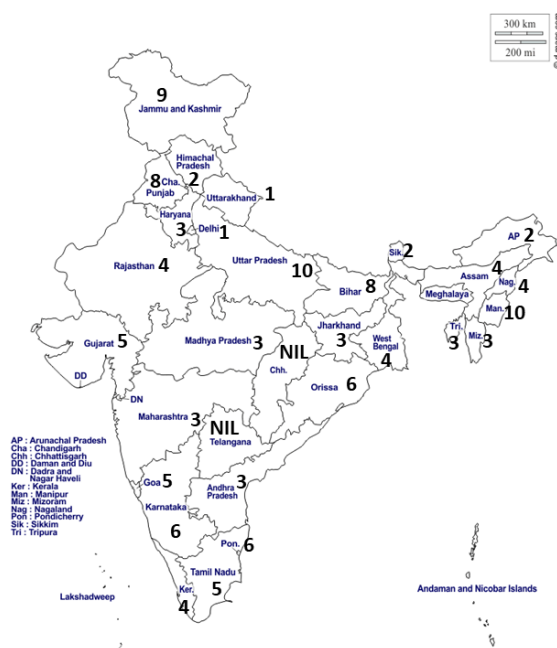 300 km
200 mi
9
Jammu and Kashmir
Himachal
Pradesh
8 Cha. 2
Punjab
Uttarakhand 1
Haryana
3 Delhi 1
AP 2
Sik. 2
Rajasthan 4
Uttar Pradesh 10
Assam 4
Nag. 4
Bihar 8
Meghalaya
Man. 10
Jharkhand
3
Tri.
3
Miz. 3
West
Bengal
4
Gujarat 5
Madhya Pradesh 3
NIL
Chh.
DD
Orissa 6
DN
Maharashtra 3
NIL
Telangana
AP : Arunachal Pradesh
Cha : Chandigarh
Chh : Chhattisgarh
DD : Daman and Diu
DN : Dadra and
Nagar Haveli
Ker : Kerala
Man : Manipur
Miz : Mizoram
Nag : Nagaland
Pon : Pondicherry
Sik : Sikkim
Tri : Tripura
Goa 5
Andhra 3
Pradesh
Karnataka
6
Pon. 6
Tamil Nadu
5
Ker.
4
Lakshadweep
Andaman and Nicobar Islands